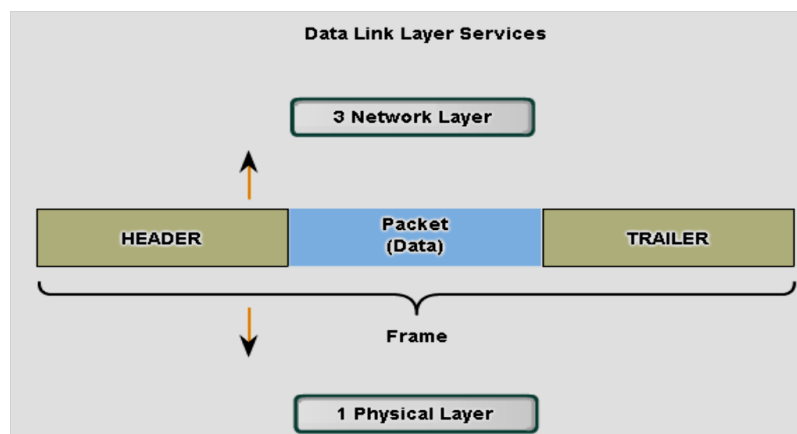 Data Link Layer Services
3 Network Layer
HEADER
Packet
(Data)
TRAILER
Frame
1 Physical Layer